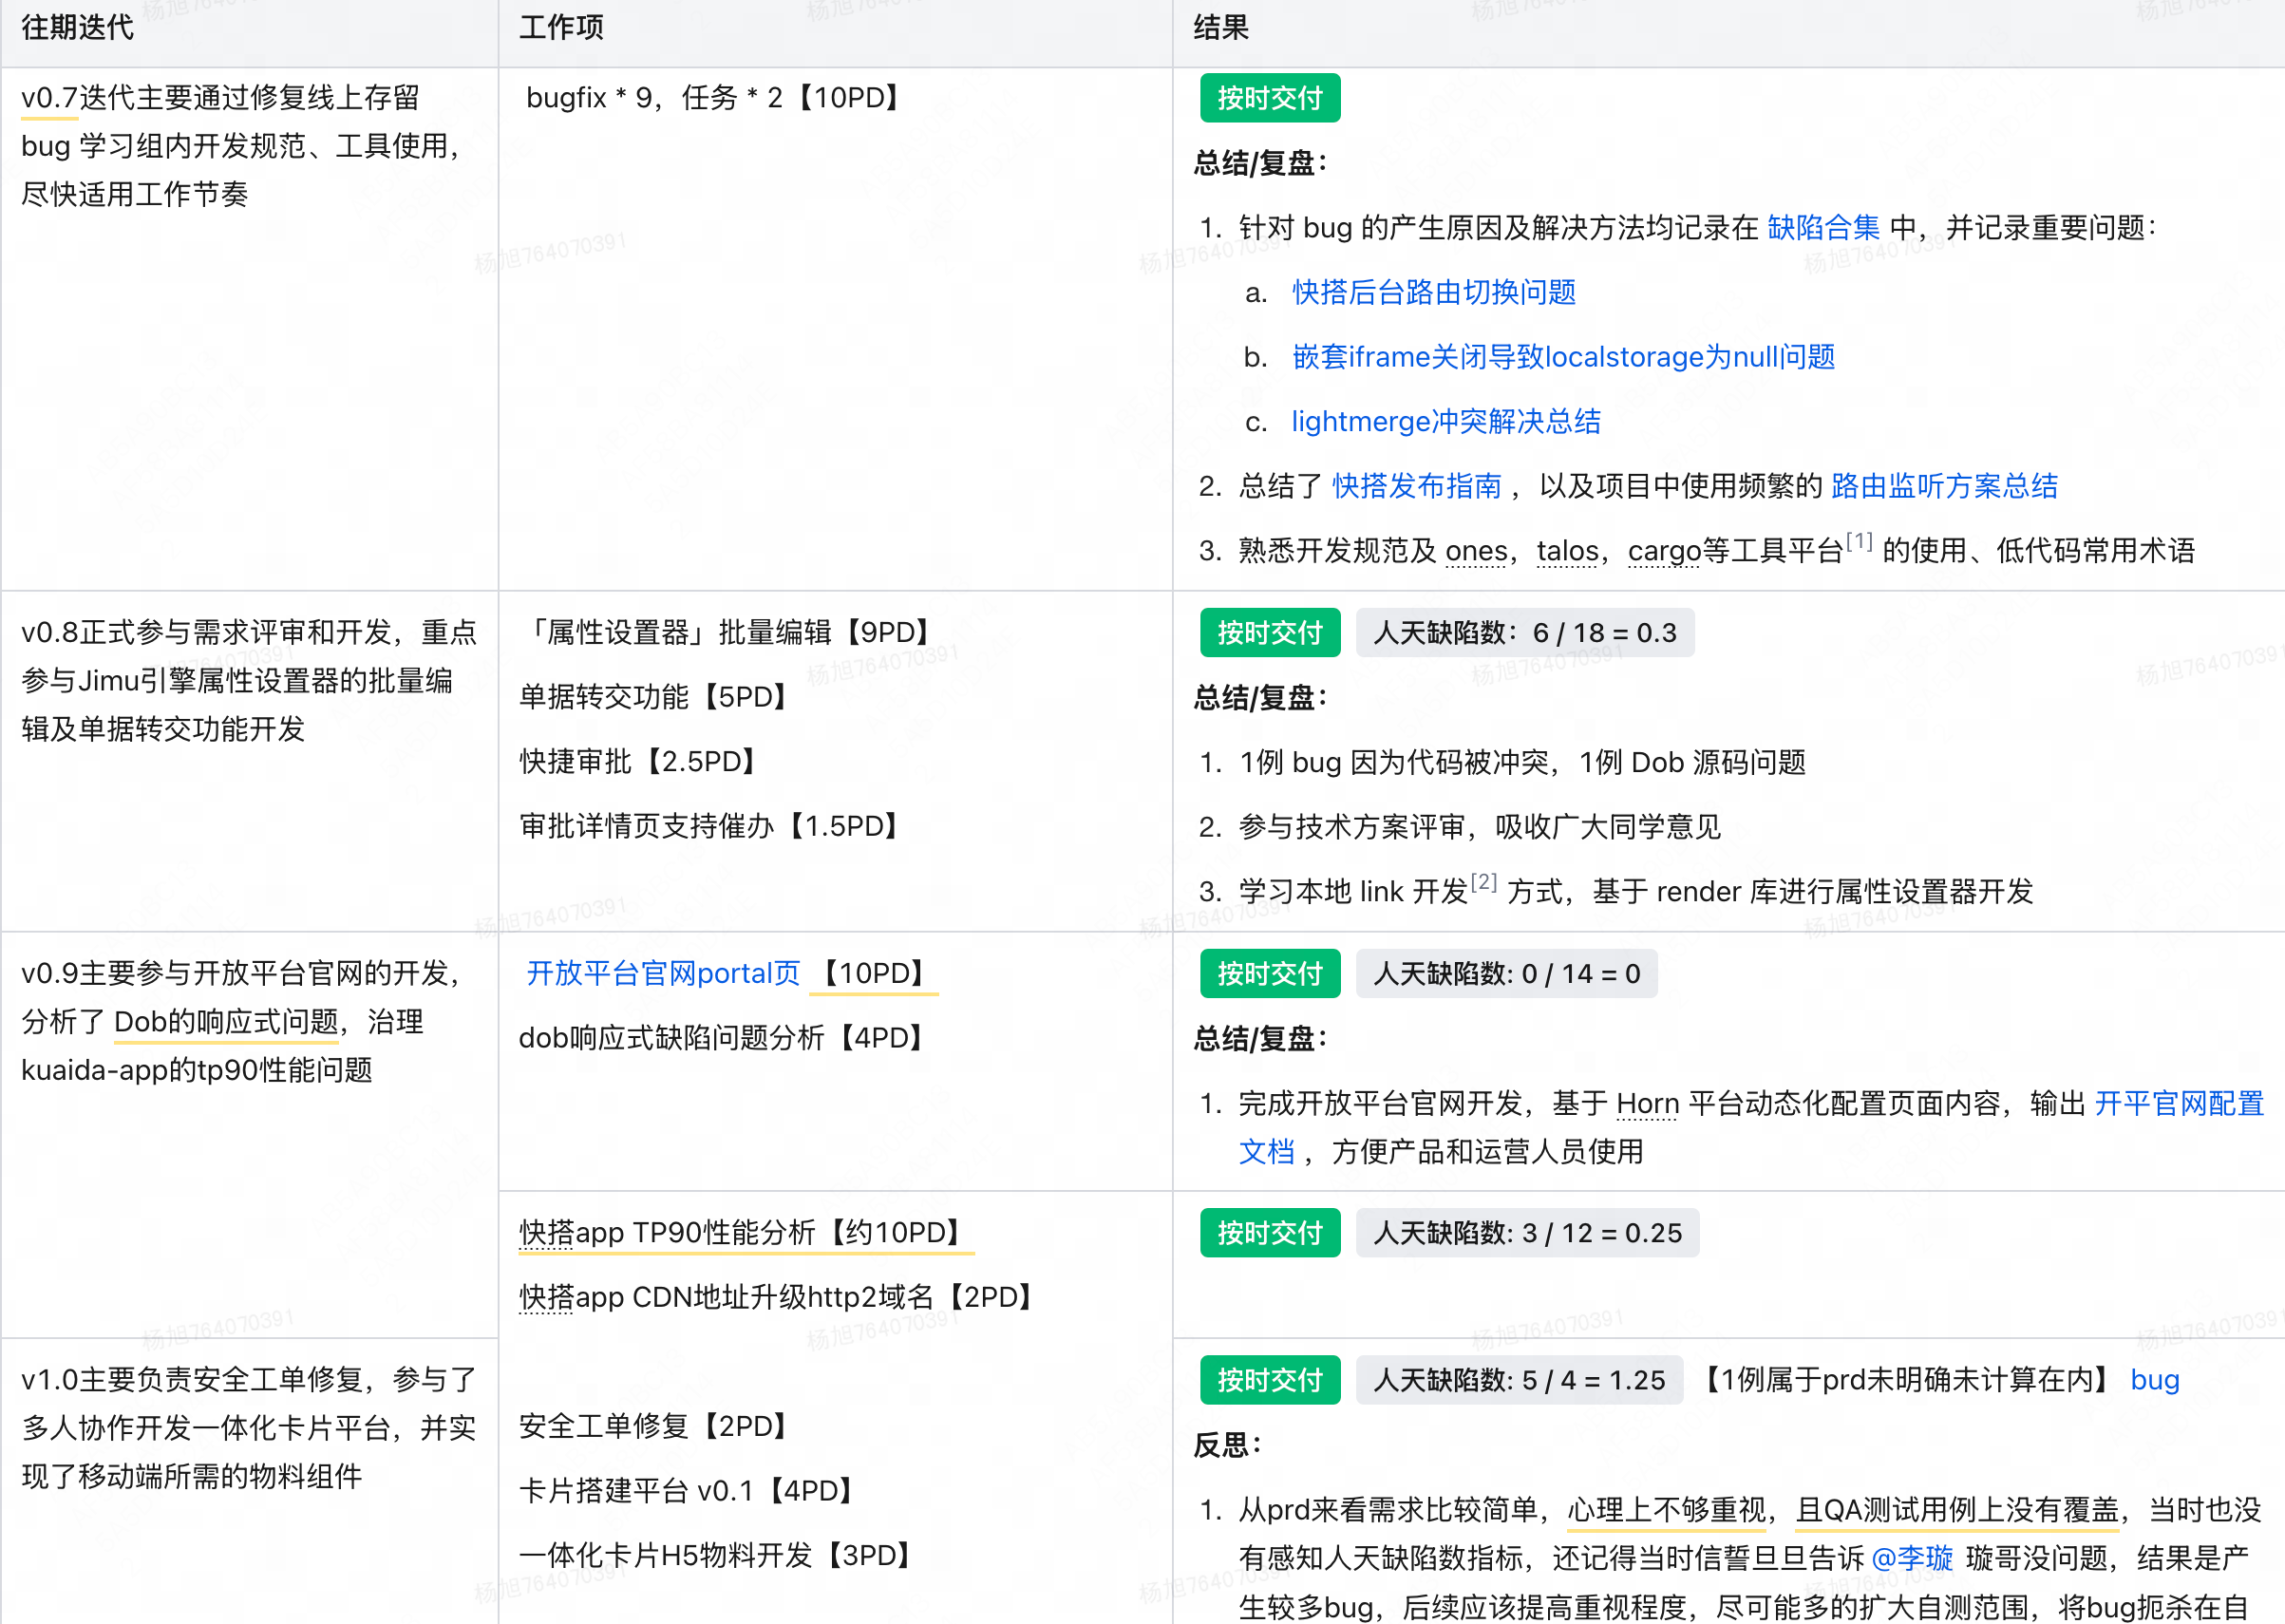 往期迭代
工作项
结果
v0.7迭代主要通过修复线上存留
bug 学习组内开发规范、工具使用，
尽快适用工作节奏
bugfix * 9，任务 * 2【10PD】
按时交付
总结/复盘：
1. 针对 bug 的产生原因及解决方法均记录在 缺陷合集 中，并记录重要问题：
a. 快搭后台路由切换问题
b. 嵌套iframe关闭导致localstorage为null问题
c. lightmerge冲突解决总结
2. 总结了 快搭发布指南 ，以及项目中使用频繁的 路由监听方案总结
3. 熟悉开发规范及 ones，talos，cargo等工具平台[1] 的使用、低代码常用术语
v0.8正式参与需求评审和开发，重点
参与Jimu引擎属性设置器的批量编
辑及单据转交功能开发
「属性设置器」批量编辑【9PD】
单据转交功能【5PD】
快捷审批【2.5PD】
审批详情页支持催办【1.5PD】
按时交付 人天缺陷数：6 / 18 = 0.3
总结/复盘：
1. 1例 bug 因为代码被冲突，1例 Dob 源码问题
2. 参与技术方案评审，吸收广大同学意见
3. 学习本地 link 开发[2] 方式，基于 render 库进行属性设置器开发
v0.9主要参与开放平台官网的开发，
分析了 Dob的响应式问题，治理
kuaida-app的tp90性能问题
开放平台官网portal页 【10PD】
dob响应式缺陷问题分析【4PD】
按时交付 人天缺陷数: 0 / 14 = 0
总结/复盘：
1. 完成开放平台官网开发，基于 Horn 平台动态化配置页面内容，输出 开平官网配置
文档 ，方便产品和运营人员使用
快搭app TP90性能分析【约10PD】
快搭app CDN地址升级http2域名【2PD】
按时交付 人天缺陷数: 3 / 12 = 0.25
v1.0主要负责安全工单修复，参与了
多人协作开发一体化卡片平台，并实
现了移动端所需的物料组件
安全工单修复【2PD】
卡片搭建平台 v0.1【4PD】
一体化卡片H5物料开发【3PD】
按时交付 人天缺陷数: 5 / 4 = 1.25 【1例属于prd未明确未计算在内】 bug
反思：
1. 从prd来看需求比较简单，心理上不够重视，且QA测试用例上没有覆盖，当时也没
有感知人天缺陷数指标，还记得当时信誓旦旦告诉 @李璇 璇哥没问题，结果是产
生较多bug，后续应该提高重视程度，尽可能多的扩大自测范围，将bug扼杀在自
杨旭764070391